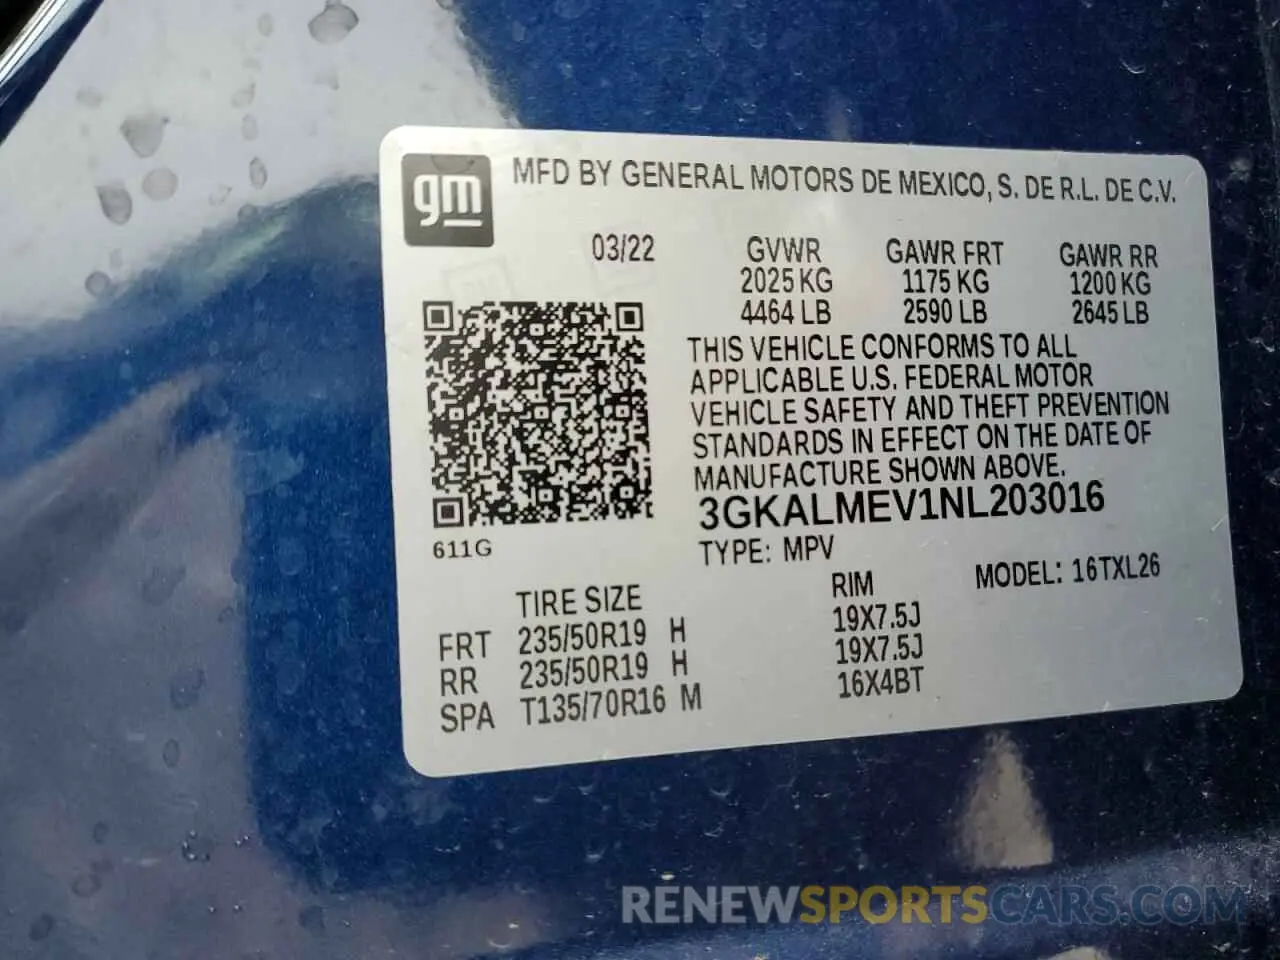 gm MFD BY GENERAL MOTORS DE MEXICO, S. DE R.L. DE C.V.
03/22 GVWR GAWR FRT GAWR RR
2025 KG 1175 KG 1200 KG
4464 LB 2590 LB 2645 LB
THIS VEHICLE CONFORMS TO ALL
APPLICABLE U.S. FEDERAL MOTOR
VEHICLE SAFETY AND THEFT PREVENTION
STANDARDS IN EFFECT ON THE DATE OF
MANUFACTURE SHOWN ABOVE.
3GKALMEV1NL203016
611G
TYPE: MPV MODEL: 16TXL26
TIRE SIZE RIM
FRT 235/50R19 H 19X7.5J
RR 235/50R19 H 19X7.5J
SPA T135/70R16 M 16X4BT
RENEWSPORTSCARS.COM